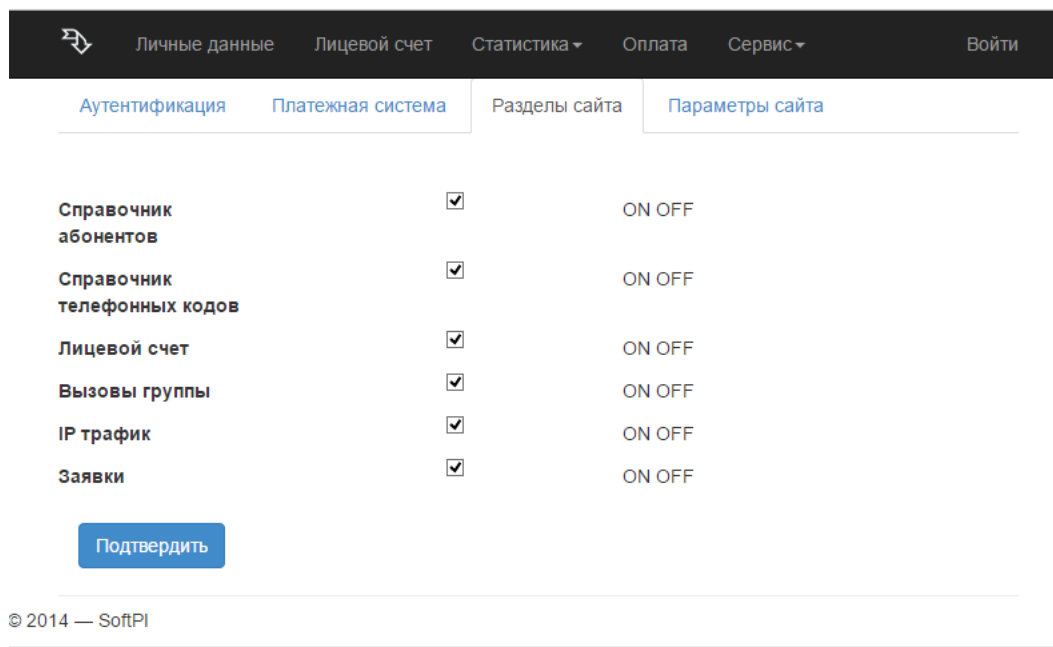 Личные данные Лицевой счет Статистика Оплата Сервис Войти
Аутентификация Платежная система Разделы сайта Параметры сайта
Справочник ON OFF
абонентов
Справочник ON OFF
телефонных кодов
Лицевой счет ON OFF
Вызовы группы ON OFF
IP трафик ON OFF
Заявки ON OFF
Подтвердить
© 2014 — SoftPI